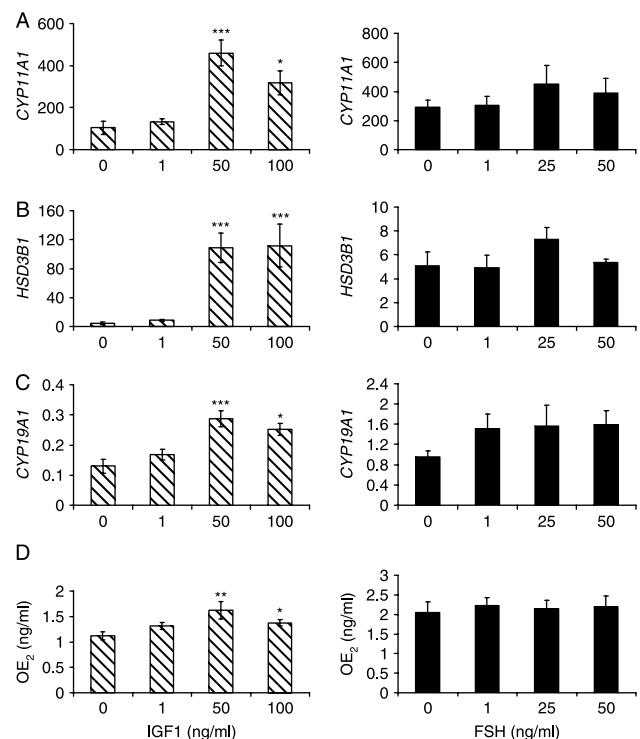 A
CYP11A1
600
400
200
0
***
*
0 1 50 100
CYP11A1
800
600
400
200
0
0 1 25 50
B
HSD3B1
160
120
80
40
0
***
***
0 1 50 100
HSD3B1
10
8
6
4
2
0
0 1 25 50
C
CYP19A1
0.4
0.3
0.2
0.1
0
***
*
0 1 50 100
CYP19A1
2.4
2
1.6
1.2
0.8
0.4
0
0 1 25 50
D
OE2 (ng/ml)
2
1.5
1
0.5
0
**
*
0 1 50 100
IGF1 (ng/ml)
OE2 (ng/ml)
3
2.5
2
1.5
1
0.5
0
0 1 25 50
FSH (ng/ml)